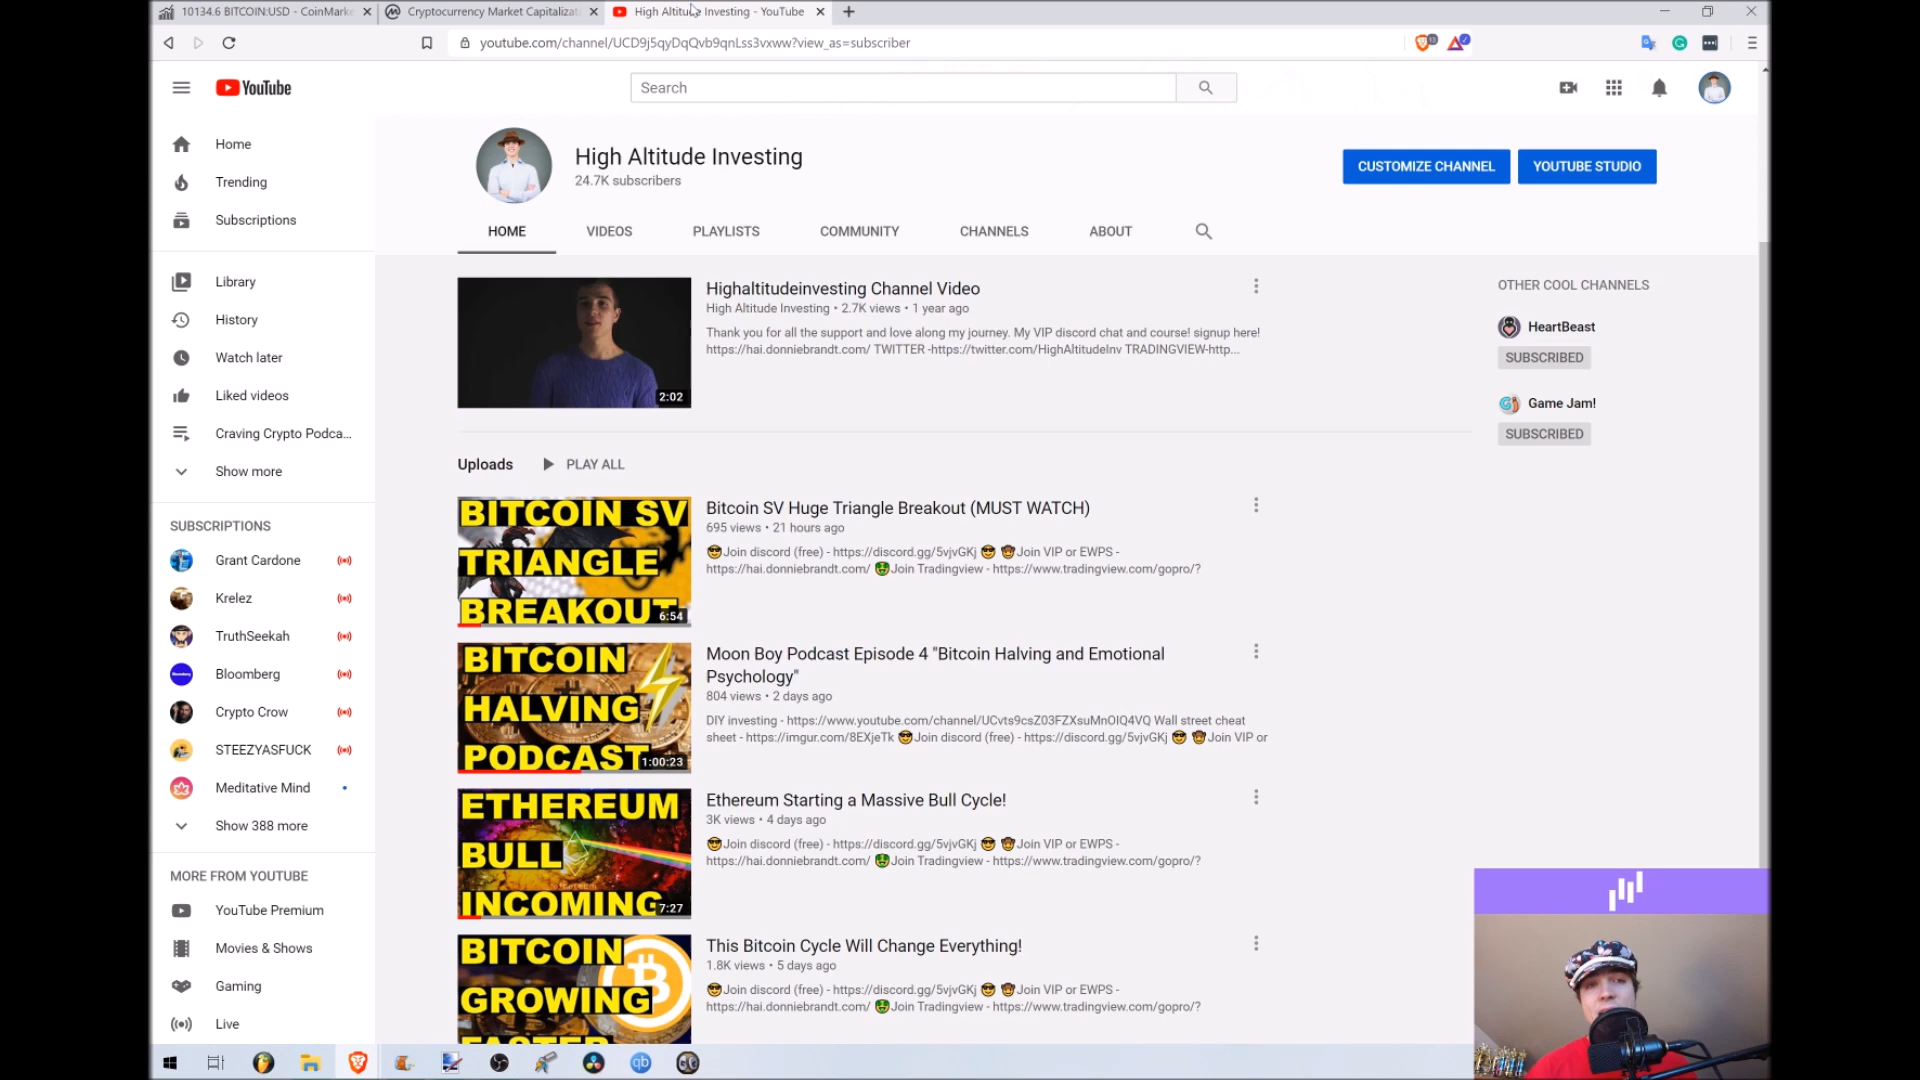 10134.6 BITCOIN:USD - CoinMarke
Cryptocurrency Market Capitalizat
High Altitude Investing - YouTube
youtube.com/channel/UCD9j5qyDqQvb9qnLss3vxww?view_as=subscriber
YouTube
Search
High Altitude Investing
24.7K subscribers
CUSTOMIZE CHANNEL
YOUTUBE STUDIO
HOME
VIDEOS
PLAYLISTS
COMMUNITY
CHANNELS
ABOUT
Home
Trending
Subscriptions
Library
History
Watch later
Liked videos
Craving Crypto Podca...
Show more
SUBSCRIPTIONS
Grant Cardone
Krelez
TruthSeekah
Bloomberg
Crypto Crow
STEEZYASFUCK
Meditative Mind
Show 388 more
MORE FROM YOUTUBE
YouTube Premium
Movies & Shows
Gaming
Live
2:02
Highaltitudeinvesting Channel Video
High Altitude Investing • 2.7K views • 1 year ago
Thank you for all the support and love along my journey. My VIP discord chat and course! signup here!
https://hai.donniebrandt.com/ TWITTER -https://twitter.com/HighAltitudeInv TRADINGVIEW-http...
OTHER COOL CHANNELS
HeartBeast
SUBSCRIBED
Game Jam!
SUBSCRIBED
Uploads
PLAY ALL
BITCOIN SV
TRIANGLE
BREAKOUT
6:54
Bitcoin SV Huge Triangle Breakout (MUST WATCH)
695 views • 21 hours ago
😎Join discord (free) - https://discord.gg/5vjvGKj 😎 🤠Join VIP or EWPS -
https://hai.donniebrandt.com/ 🤑Join Tradingview - https://www.tradingview.com/gopro/?
BITCOIN
HALVING
PODCAST
1:00:23
Moon Boy Podcast Episode 4 "Bitcoin Halving and Emotional
Psychology"
804 views • 2 days ago
DIY investing - https://www.youtube.com/channel/UCvts9csZ03FZXsuMnOIQ4VQ Wall street cheat
sheet - https://imgur.com/8EXjeTk 😎Join discord (free) - https://discord.gg/5vjvGKj 😎 🤠Join VIP or
ETHEREUM
BULL
INCOMING
7:27
Ethereum Starting a Massive Bull Cycle!
3K views • 4 days ago
😎Join discord (free) - https://discord.gg/5vjvGKj 😎 🤠Join VIP or EWPS -
https://hai.donniebrandt.com/ 🤑Join Tradingview - https://www.tradingview.com/gopro/?
BITCOIN
GROWING
FASTER
This Bitcoin Cycle Will Change Everything!
1.8K views • 5 days ago
😎Join discord (free) - https://discord.gg/5vjvGKj 😎 🤠Join VIP or EWPS -
https://hai.donniebrandt.com/ 🤑Join Tradingview - https://www.tradingview.com/gopro/?
qb